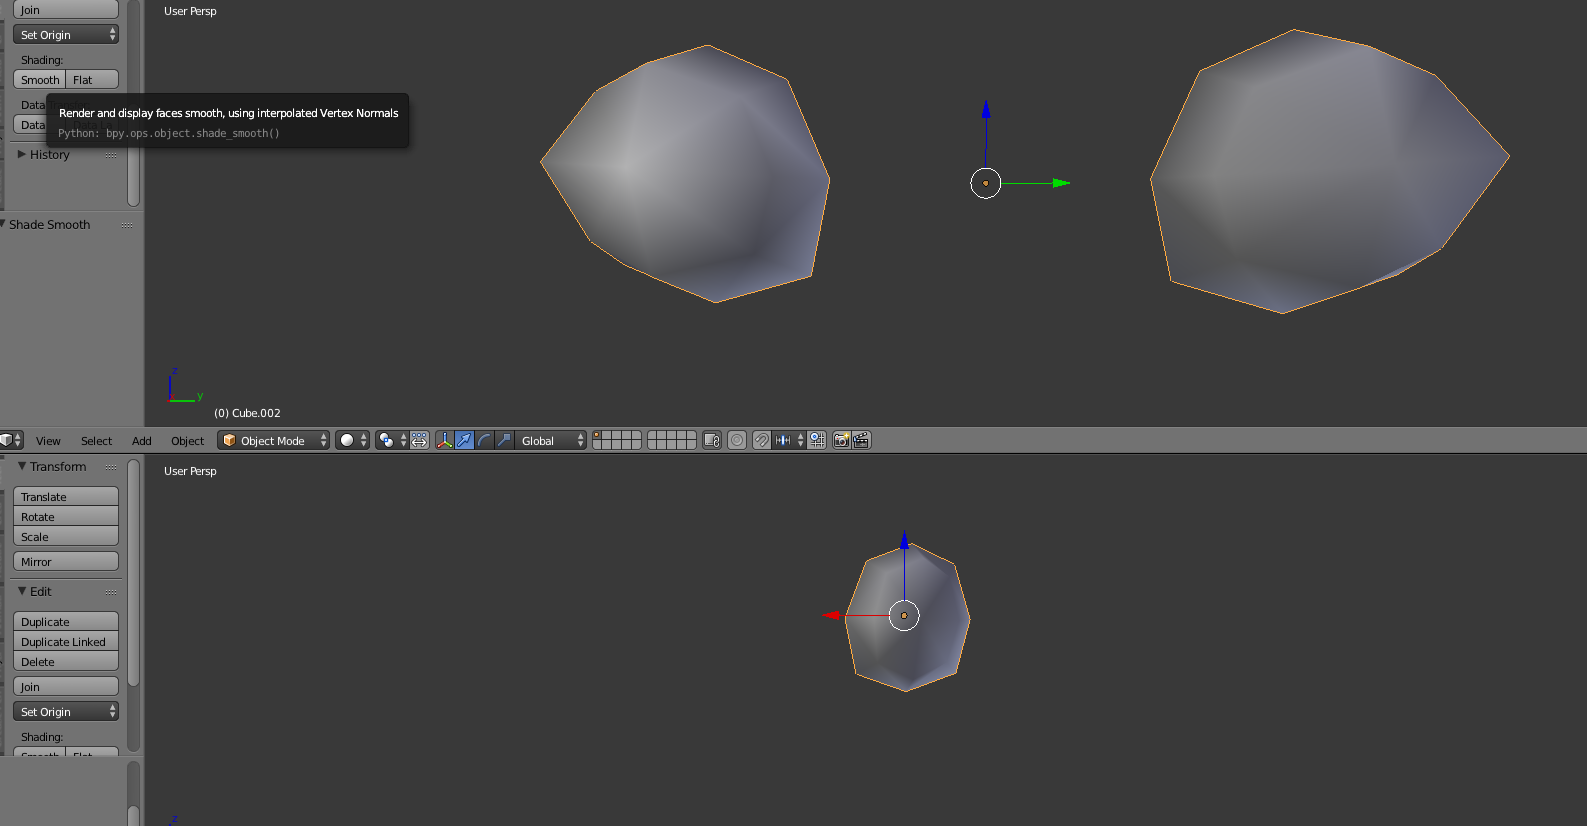 Join
User Persp
Set Origin
Shading:
Smooth Flat
Data
Render and display faces smooth, using interpolated Vertex Normals
Data
Python: bpy.ops.object.shade_smooth()
History
Shade Smooth
z
y
(0) Cube.002
View Select Add Object Object Mode Global
Transform
User Persp
Translate
Rotate
Scale
Mirror
Edit
Duplicate
Duplicate Linked
Delete
Join
Set Origin
Shading:
Smooth Flat
z